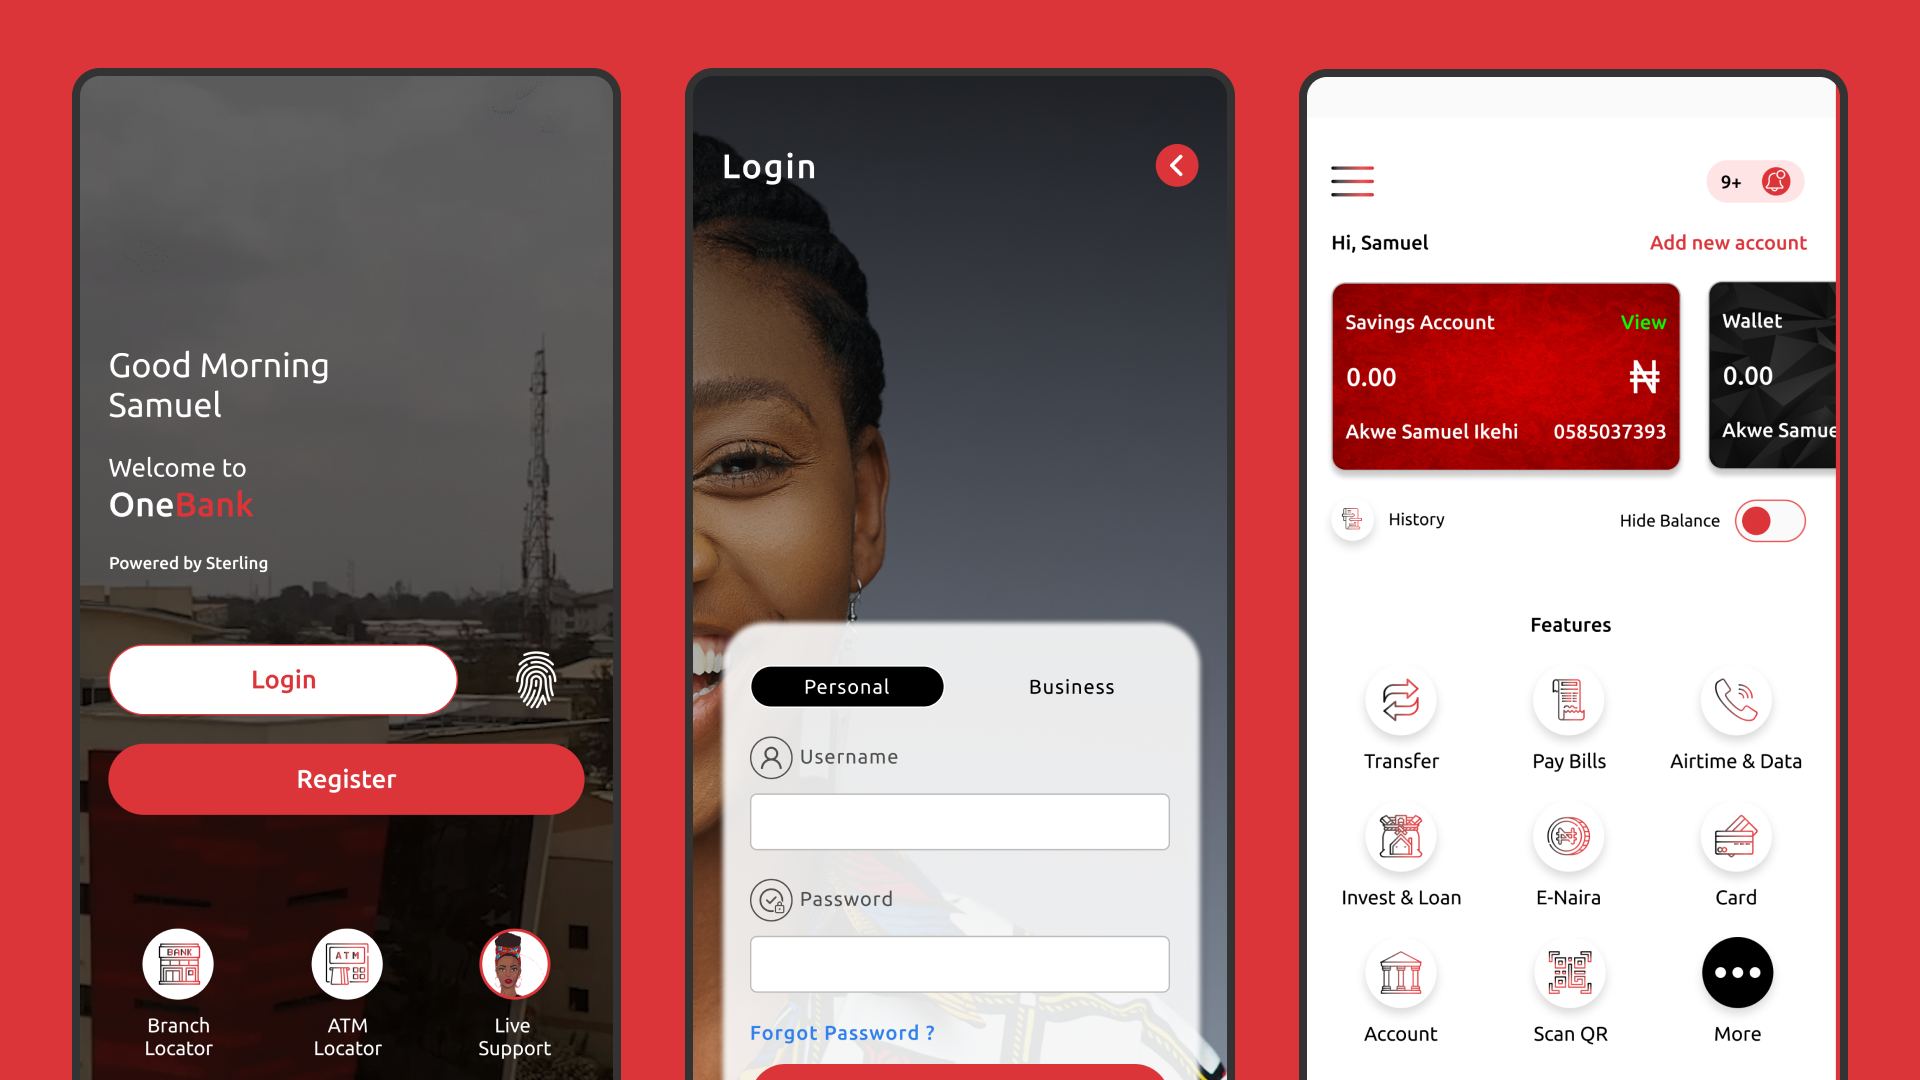 Good Morning
Samuel
Welcome to
OneBank
Powered by Sterling
Login
Register
BANK
ATM
Branch
Locator
ATM
Locator
Live
Support
Login
Personal
Business
Username
Password
Forgot Password ?
9+
Hi, Samuel
Add new account
Savings Account
View
0.00
₦
Akwe Samuel Ikehi
0585037393
Wallet
0.00
Akwe Samue
History
Hide Balance
Features
Transfer
Pay Bills
Airtime & Data
Invest & Loan
E-Naira
Card
Account
Scan QR
More